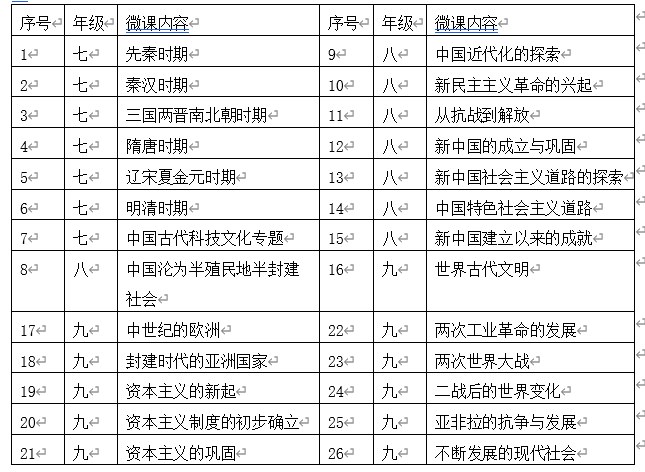 序号 年级 微课内容 序号 年级 微课内容
1 七 先秦时期 9 八 中国近代化的探索
2 七 秦汉时期 10 八 新民主主义革命的兴起
3 七 三国两晋南北朝时期 11 八 从抗战到解放
4 七 隋唐时期 12 八 新中国的成立与巩固
5 七 辽宋夏金元时期 13 八 新中国社会主义道路的探索
6 七 明清时期 14 八 中国特色社会主义道路
7 七 中国古代科技文化专题 15 八 新中国建立以来的成就
8 八 中国沦为半殖民地半封建 16 九 世界古代文明
社会
17 九 中世纪的欧洲 22 九 两次工业革命的发展
18 九 封建时代的亚洲国家 23 九 两次世界大战
19 九 资本主义的新起 24 九 二战后的世界变化
20 九 资本主义制度的初步确立 25 九 亚非拉的抗争与发展
21 九 资本主义的巩固 26 九 不断发展的现代社会